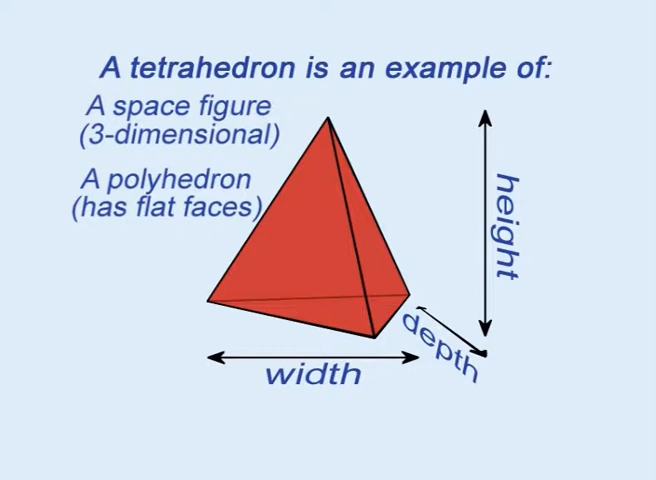 A tetrahedron is an example of:
A space figure
(3-dimensional)
A polyhedron
(has flat faces)
height
depth
width